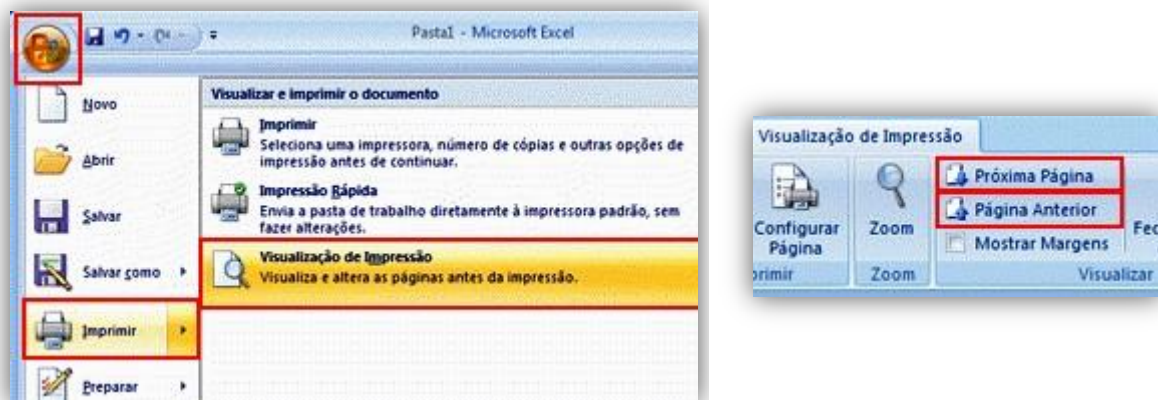 Pasta1 - Microsoft Excel
Novo
Abrir
Salvar
Salvar como
Imprimir
Preparar
Visualizar e imprimir o documento
Imprimir
Seleciona uma impressora, número de cópias e outras opções de
impressão antes de continuar.
Impressão Rápida
Envia a pasta de trabalho diretamente à impressora padrão, sem
fazer alterações.
Visualização de Impressão
Visualiza e altera as páginas antes da impressão.
Visualização de Impressão
Configurar
Página
Zoom
Próxima Página
Página Anterior
Mostrar Margens
Fec
primir
Zoom
Visualizar